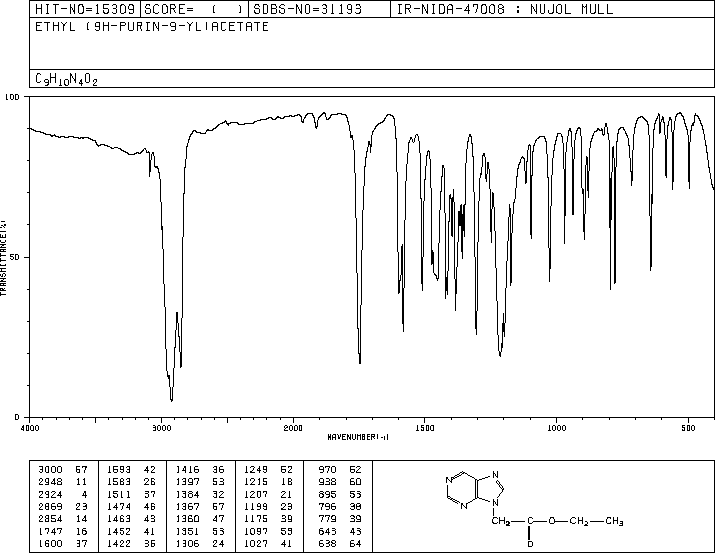 HIT-NO=15309 SCORE= ( ) SDBS-NO=31193 IR-NIDA-47008 : NUJOL MULL
ETHYL (9H-PURIN-9-YL)ACETATE
C9H10N4O2
100
50
0
TRANSMITTANCE(%)
4000 3000 2000 1500 1000 500
WAVENUMBER(-1)
3000 57 1593 42 1416 36 1249 52 970 52
2948 11 1583 26 1397 53 1215 18 938 60
2924 4 1511 37 1384 32 1207 21 895 53
2869 23 1474 46 1367 57 1199 23 796 38
2854 14 1463 43 1360 47 1175 39 779 39
1747 16 1452 41 1351 53 1097 53 643 43
1600 37 1422 36 1306 24 1027 41 638 64
N N
N N
CH2 C O CH2 CH3
O